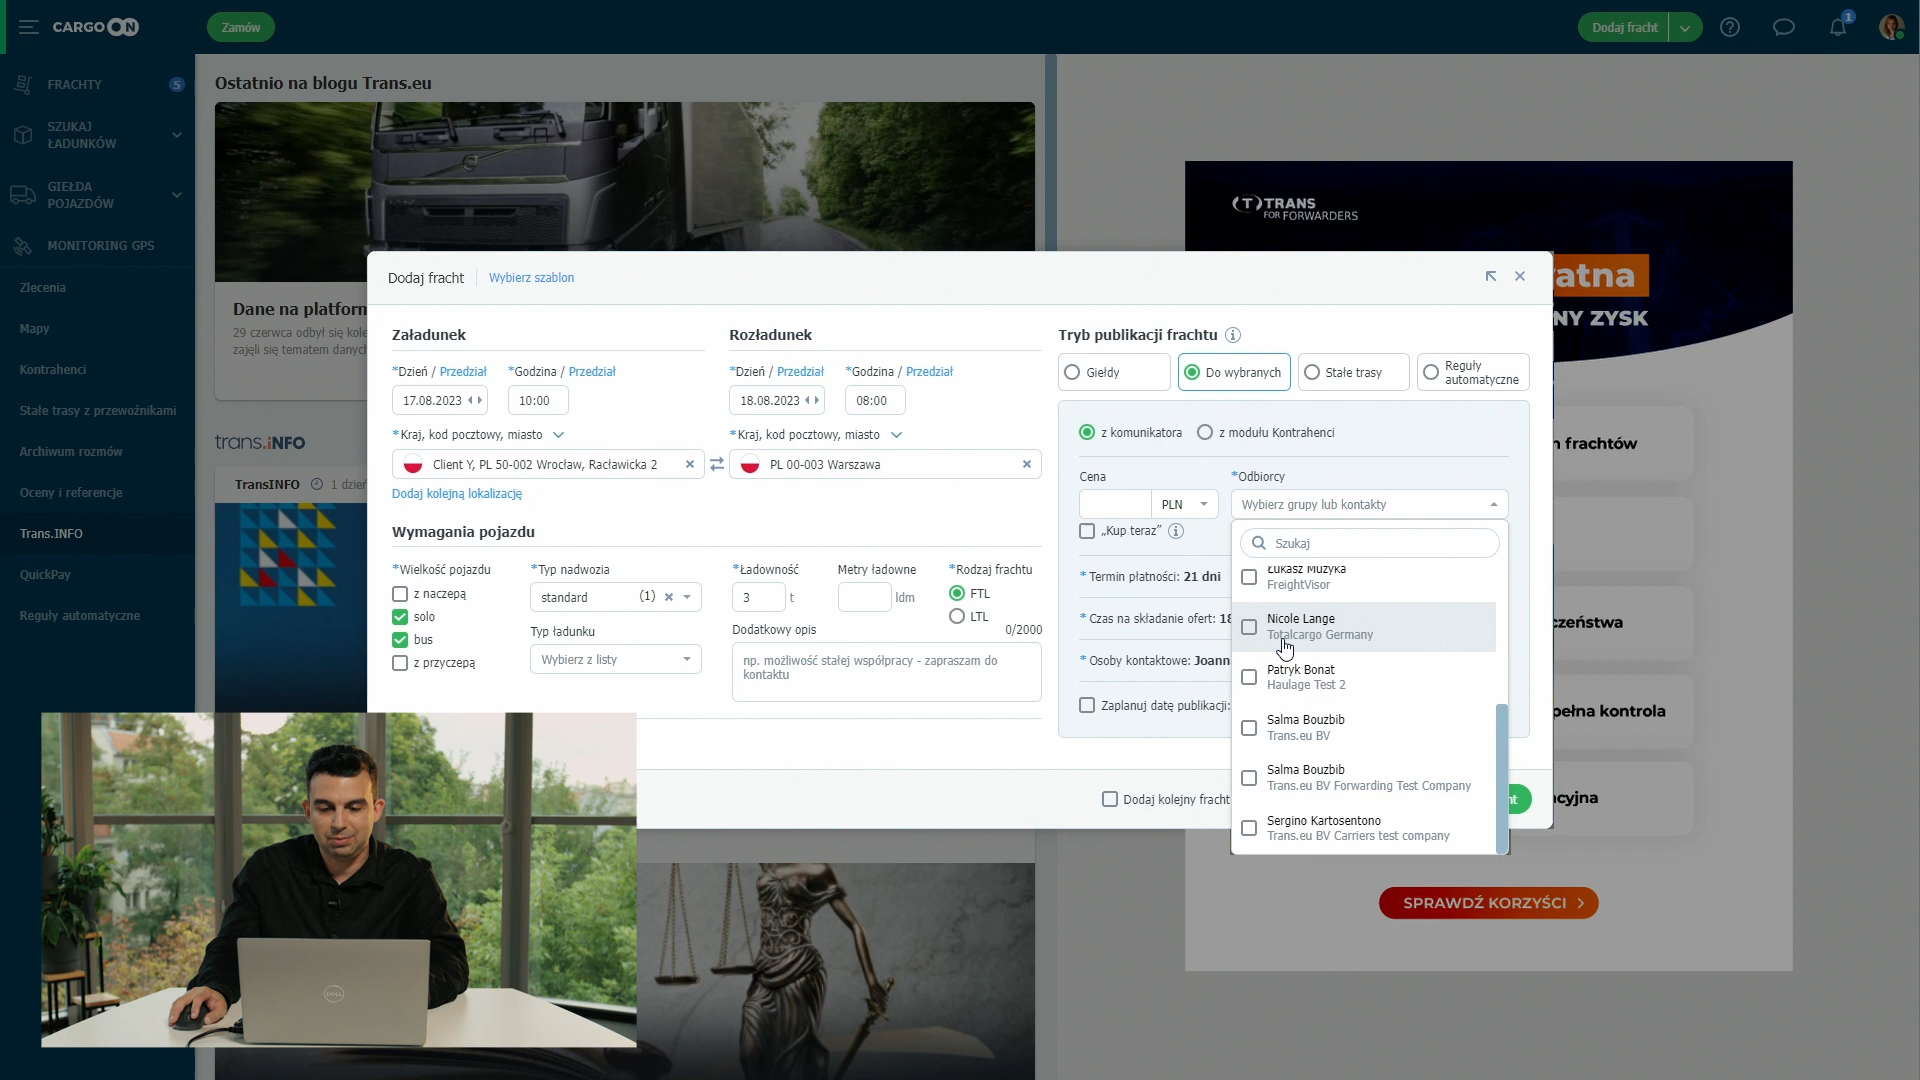 CARGO ON
Zamów
Dodaj fracht
1
FRACHTY
5
SZUKAJ
ŁADUNKÓW
GIEŁDA
POJAZDÓW
MONITORING GPS
Zlecenia
Mapy
Kontrahenci
Stałe trasy z przewoźnikami
Archiwum rozmów
Oceny i referencje
Trans.INFO
QuickPay
Reguły automatyczne
Ostatnio na blogu Trans.eu
Dane na platform
29 czerwca odbył się kole
zajęli się tematem danych
trans.iNFO
TransINFO
1 dzień
Dodaj fracht
Wybierz szablon
Załadunek
*Dzień / Przedział
*Godzina / Przedział
17.08.2023
10:00
*Kraj, kod pocztowy, miasto
Client Y, PL 50-002 Wrocław, Racławicka 2
Dodaj kolejną lokalizację
Rozładunek
*Dzień / Przedział
*Godzina / Przedział
18.08.2023
08:00
*Kraj, kod pocztowy, miasto
PL 00-003 Warszawa
Wymagania pojazdu
*Wielkość pojazdu
z naczepą
solo
bus
z przyczepą
*Typ nadwozia
standard
(1)
Typ ładunku
Wybierz z listy
*Ładowność
3
t
Metry ładowne
ldm
*Rodzaj frachtu
FTL
LTL
Dodatkowy opis
0/2000
np. możliwość stałej współpracy - zapraszam do
kontaktu
Tryb publikacji frachtu
Giełdy
Do wybranych
Stałe trasy
Reguły
automatyczne
z komunikatora
z modułu Kontrahenci
Cena
PLN
„Kup teraz”
*Odbiorcy
Wybierz grupy lub kontakty
Szukaj
Łukasz Muzyka
FreightVisor
Nicole Lange
Totalcargo Germany
Patryk Bonat
Haulage Test 2
Salma Bouzbib
Trans.eu BV
Salma Bouzbib
Trans.eu BV Forwarding Test Company
Sergino Kartosentono
Trans.eu BV Carriers test company
* Termin płatności: 21 dni
* Czas na składanie ofert: 18
* Osoby kontaktowe: Joann
Zaplanuj datę publikacji:
Dodaj kolejny fracht
ht
TRANS
FOR FORWARDERS
atna
NY ZYSK
h frachtów
czeństwa
pełna kontrola
cyjna
SPRAWDŹ KORZYŚCI
DELL